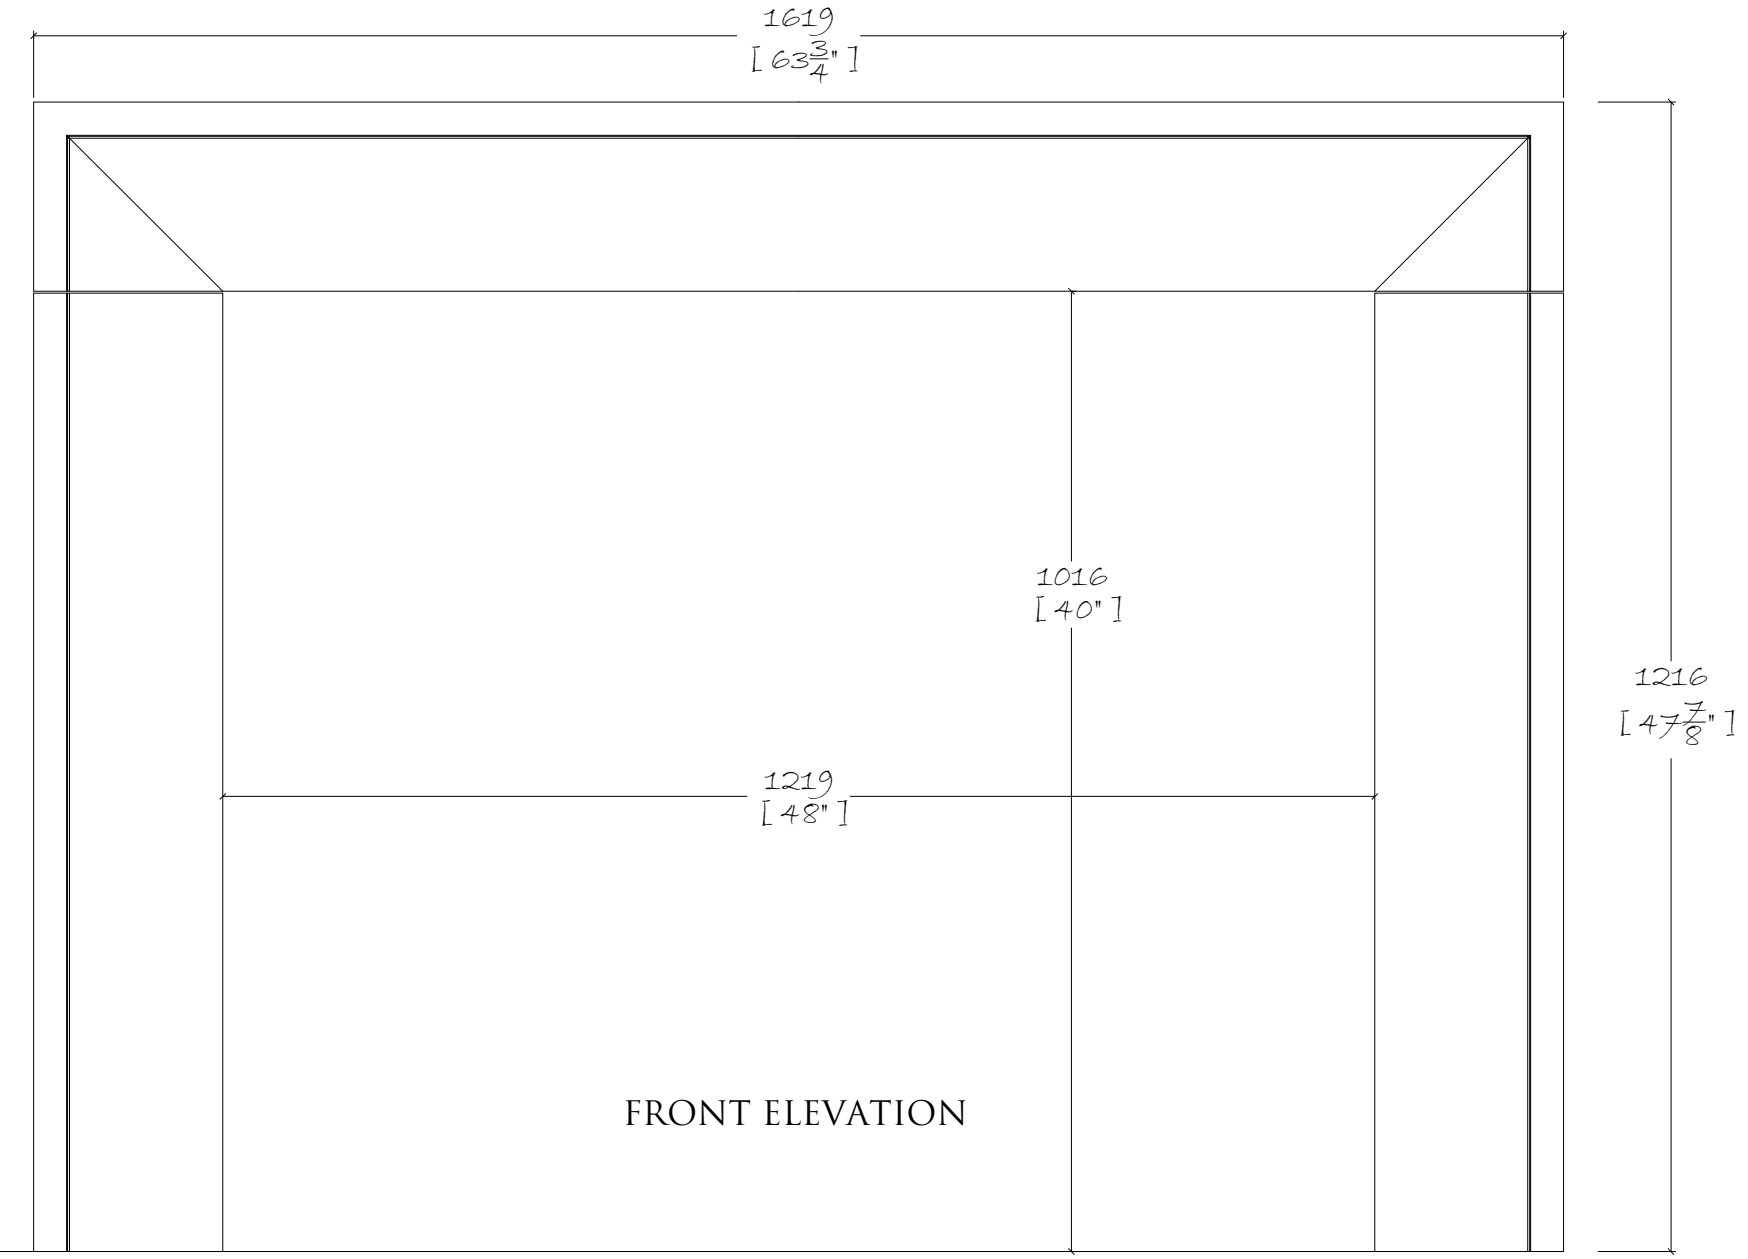 1619
[ 63 3/4" ]
1016
[ 40" ]
1216
[ 47 7/8" ]
1219
[ 48" ]
FRONT ELEVATION